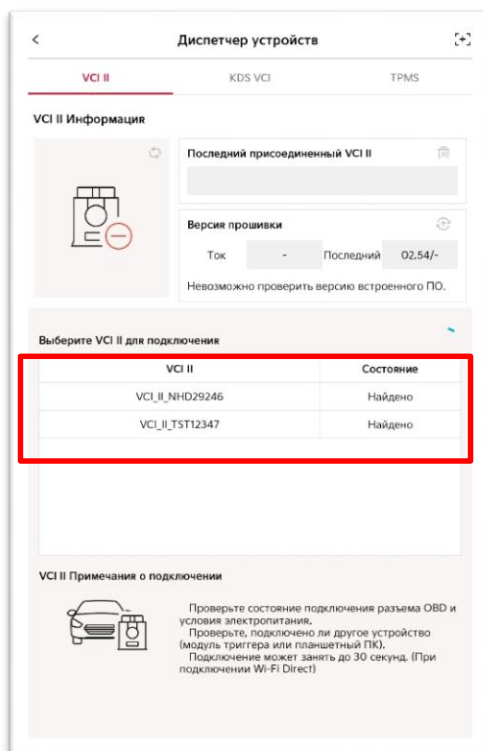 Диспетчер устройств
VCI II KDS VCI TPMS
VCI II Информация
Последний присоединенный VCI II
Версия прошивки
Ток - Последний 02.54/-
Невозможно проверить версию встроенного ПО.
Выберите VCI II для подключения
VCI II Состояние
VCI_II_NHD29246 Найдено
VCI_II_TST12347 Найдено
VCI II Примечания о подключении
Проверьте состояние подключения разъема OBD и
условия электропитания.
Проверьте, подключено ли другое устройство
(модуль триггера или планшетный ПК).
Подключение может занять до 30 секунд. (При
подключении Wi-Fi Direct)